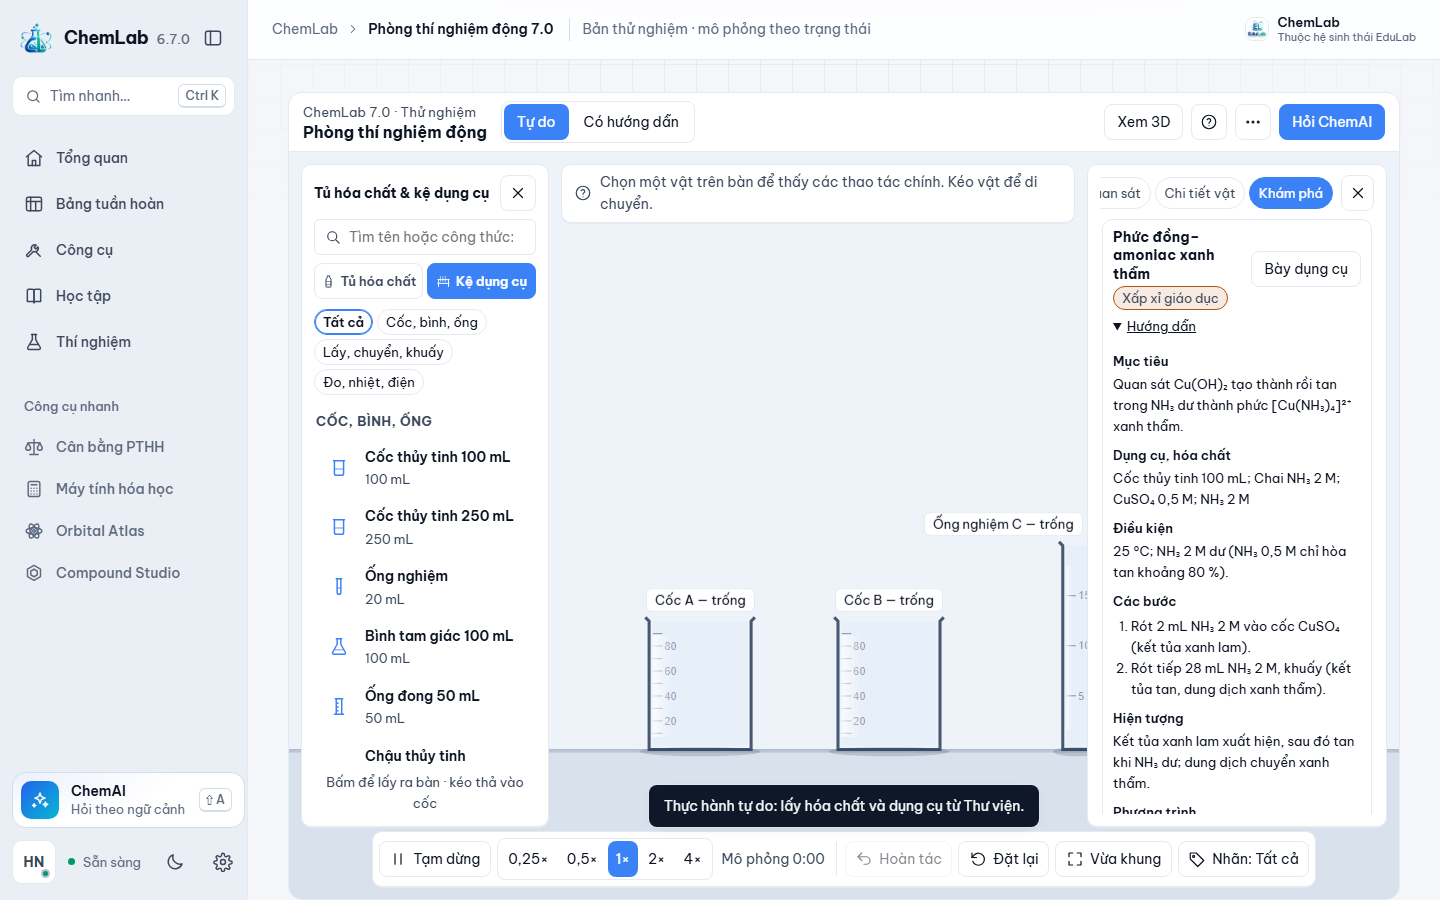 ChemLab 6.7.0
Tìm nhanh... Ctrl K
Tổng quan
Bảng tuần hoàn
Công cụ
Học tập
Thí nghiệm
Công cụ nhanh
Cân bằng PTHH
Máy tính hóa học
Orbital Atlas
Compound Studio
ChemAI
Hỏi theo ngữ cảnh
⇧A
HN
Sẵn sàng
ChemLab > Phòng thí nghiệm động 7.0 Bản thử nghiệm · mô phỏng theo trạng thái
ChemLab
Thuộc hệ sinh thái EduLab
ChemLab 7.0 · Thử nghiệm
Phòng thí nghiệm động
Tự do Có hướng dẫn
Xem 3D
Hỏi ChemAI
Tủ hóa chất & kệ dụng cụ
Tìm tên hoặc công thức:
Tủ hóa chất Kệ dụng cụ
Tất cả Cốc, bình, ống
Lấy, chuyển, khuấy
Đo, nhiệt, điện
CỐC, BÌNH, ỐNG
Cốc thủy tinh 100 mL
100 mL
Cốc thủy tinh 250 mL
250 mL
Ống nghiệm
20 mL
Bình tam giác 100 mL
100 mL
Ống đong 50 mL
50 mL
Chậu thủy tinh
Bấm để lấy ra bàn · kéo thả vào
cốc
Chọn một vật trên bàn để thấy các thao tác chính. Kéo vật để di
chuyển.
Ống nghiệm C — trống
15
10
5
Cốc A — trống
80
60
40
20
Cốc B — trống
80
60
40
20
Thực hành tự do: lấy hóa chất và dụng cụ từ Thư viện.
Tạm dừng 0,25× 0,5× 1× 2× 4× Mô phỏng 0:00 Hoàn tác Đặt lại Vừa khung Nhãn: Tất cả
uan sát Chi tiết vật Khám phá
Phức đồng–
amoniac xanh
thẫm
Bày dụng cụ
Xấp xỉ giáo dục
▼ Hướng dẫn
Mục tiêu
Quan sát Cu(OH)₂ tạo thành rồi tan
trong NH₃ dư thành phức [Cu(NH₃)₄]²⁺
xanh thẫm.
Dụng cụ, hóa chất
Cốc thủy tinh 100 mL; Chai NH₃ 2 M;
CuSO₄ 0,5 M; NH₃ 2 M
Điều kiện
25 °C; NH₃ 2 M dư (NH₃ 0,5 M chỉ hòa
tan khoảng 80 %).
Các bước
1. Rót 2 mL NH₃ 2 M vào cốc CuSO₄
(kết tủa xanh lam).
2. Rót tiếp 28 mL NH₃ 2 M, khuấy (kết
tủa tan, dung dịch xanh thẫm).
Hiện tượng
Kết tủa xanh lam xuất hiện, sau đó tan
khi NH₃ dư; dung dịch chuyển xanh
thẫm.
Phương trình